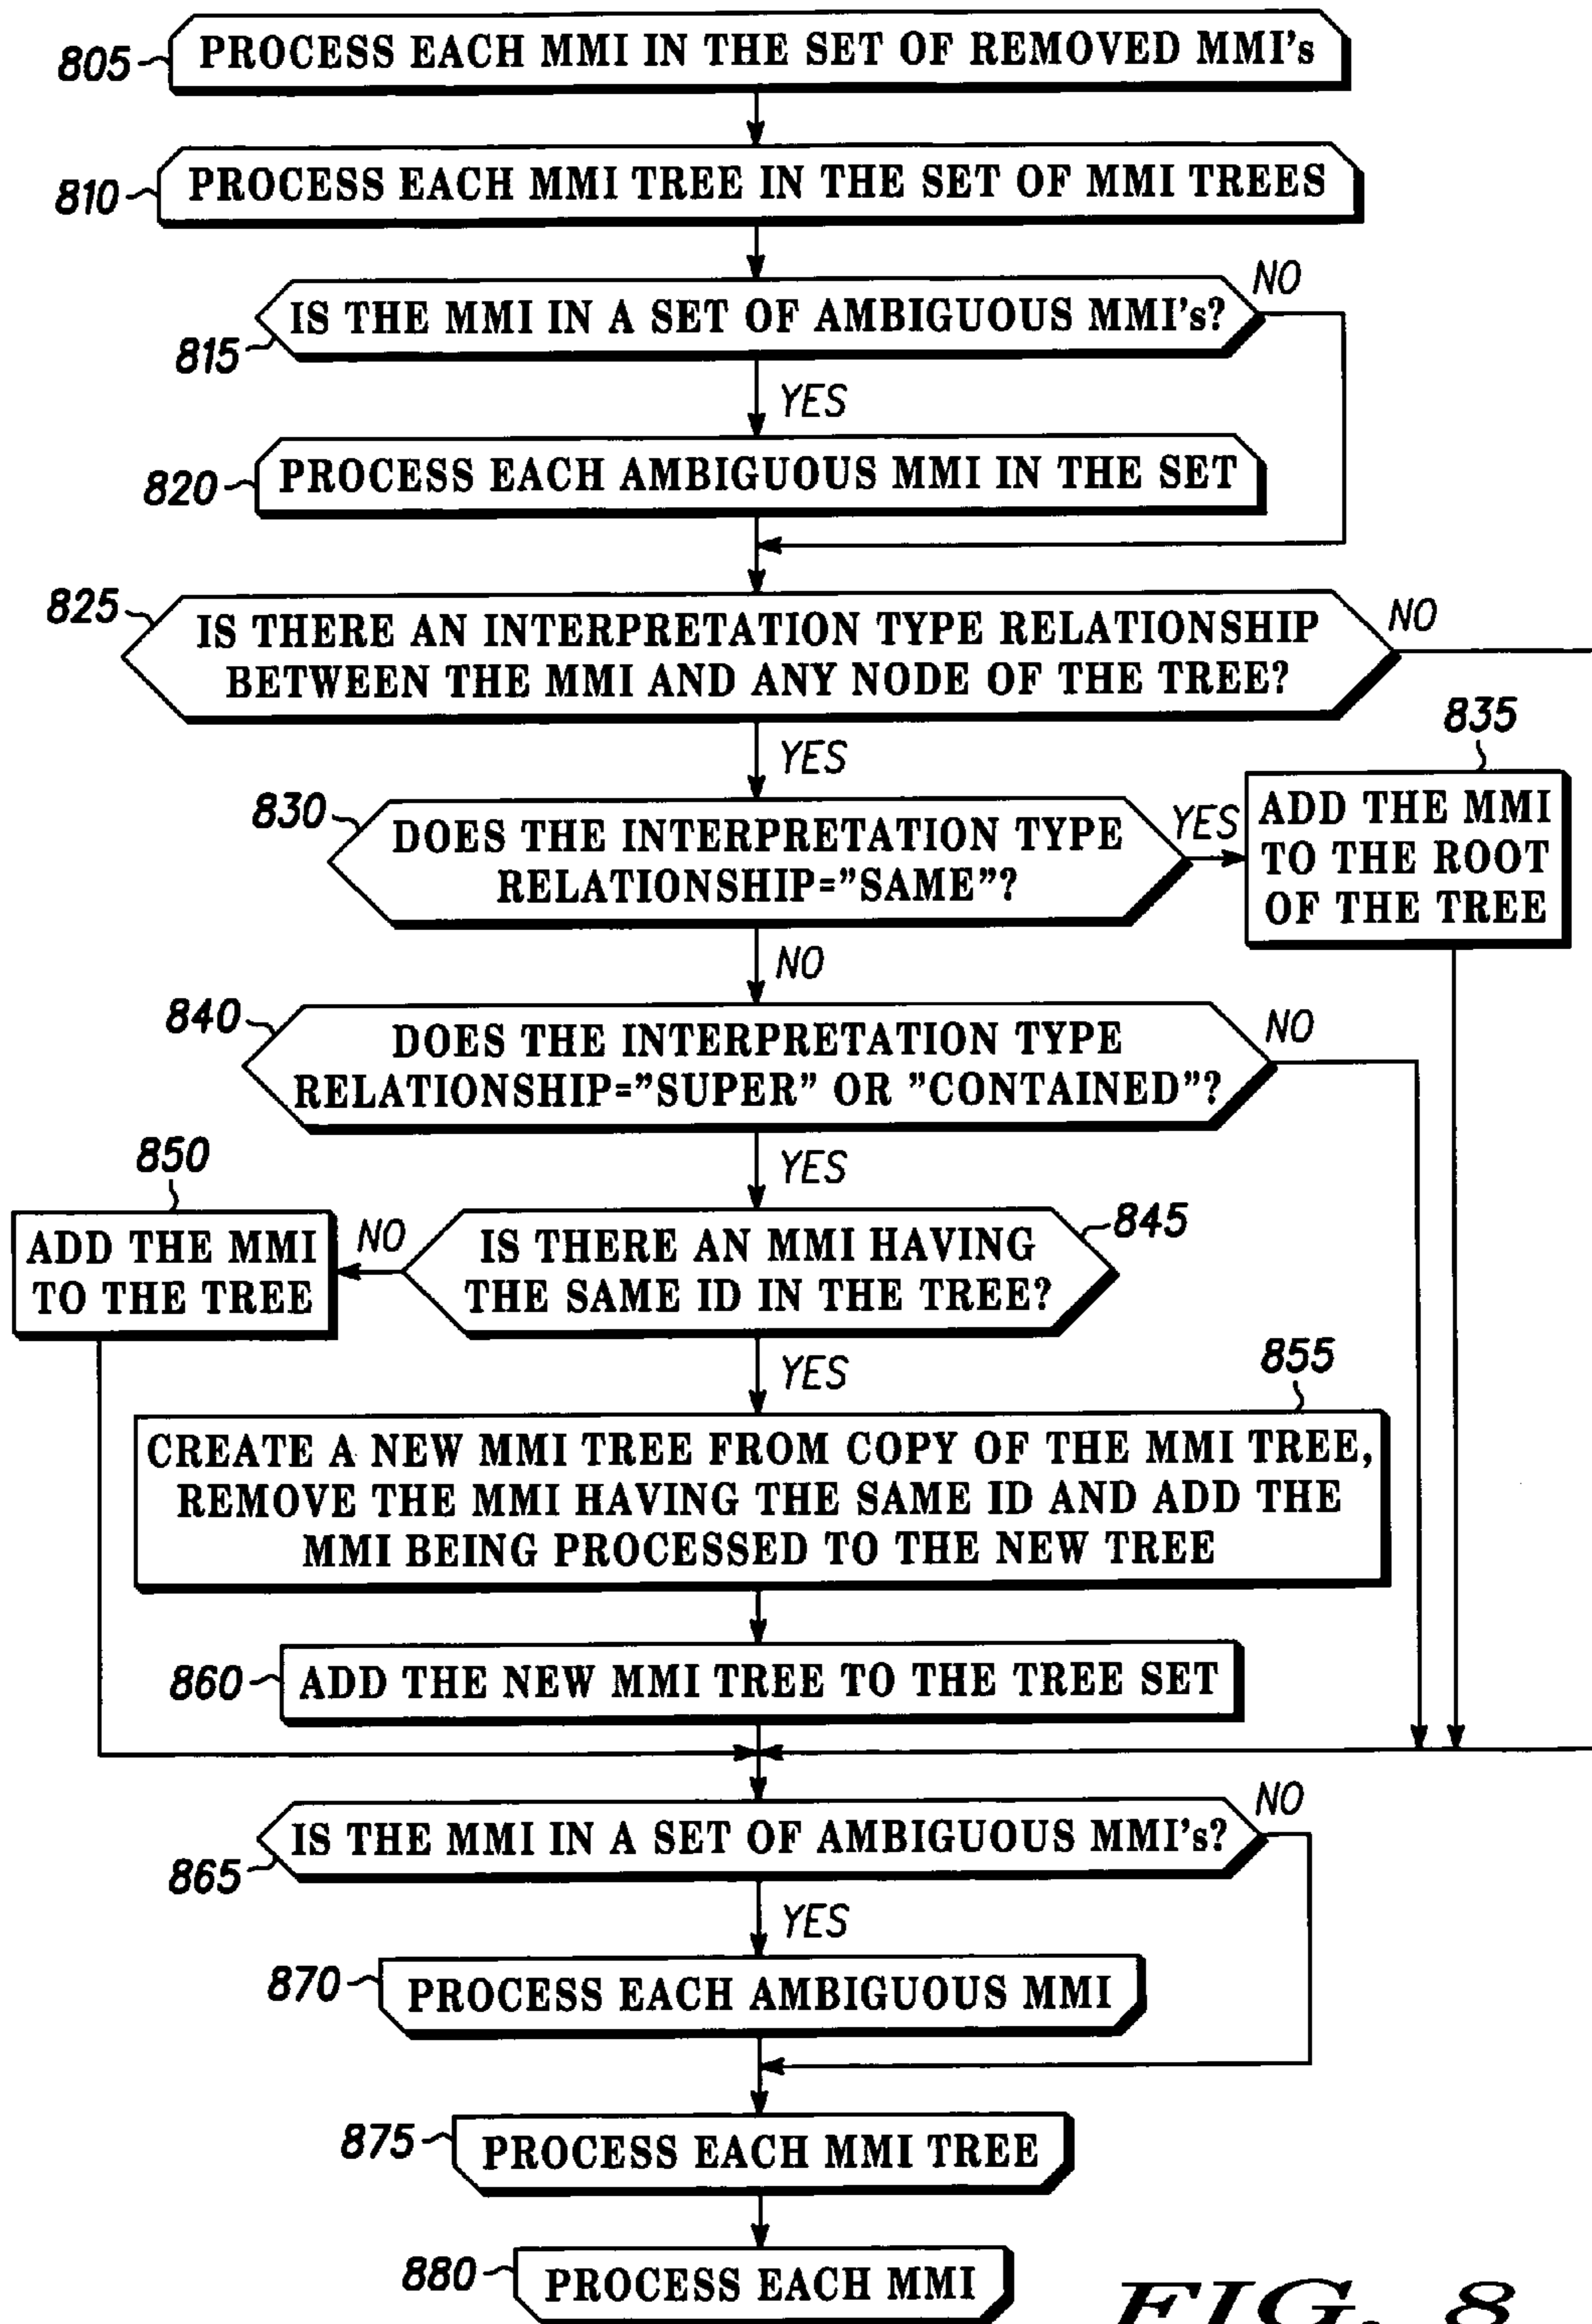 805
PROCESS EACH MMI IN THE SET OF REMOVED MMI's
810
PROCESS EACH MMI TREE IN THE SET OF MMI TREES
NO
IS THE MMI IN A SET OF AMBIGUOUS MMI's?
815
YES
820
PROCESS EACH AMBIGUOUS MMI IN THE SET
825
NO
IS THERE AN INTERPRETATION TYPE RELATIONSHIP
BETWEEN THE MMI AND ANY NODE OF THE TREE?
YES
835
830
DOES THE INTERPRETATION TYPE
RELATIONSHIP="SAME"?
YES
ADD THE MMI
TO THE ROOT
OF THE TREE
NO
840
DOES THE INTERPRETATION TYPE
RELATIONSHIP="SUPER" OR "CONTAINED"?
NO
YES
850
ADD THE MMI
TO THE TREE
NO
845
IS THERE AN MMI HAVING
THE SAME ID IN THE TREE?
YES
855
CREATE A NEW MMI TREE FROM COPY OF THE MMI TREE,
REMOVE THE MMI HAVING THE SAME ID AND ADD THE
MMI BEING PROCESSED TO THE NEW TREE
860
ADD THE NEW MMI TREE TO THE TREE SET
NO
IS THE MMI IN A SET OF AMBIGUOUS MMI's?
865
YES
870
PROCESS EACH AMBIGUOUS MMI
875
PROCESS EACH MMI TREE
880
PROCESS EACH MMI
FIG. 8